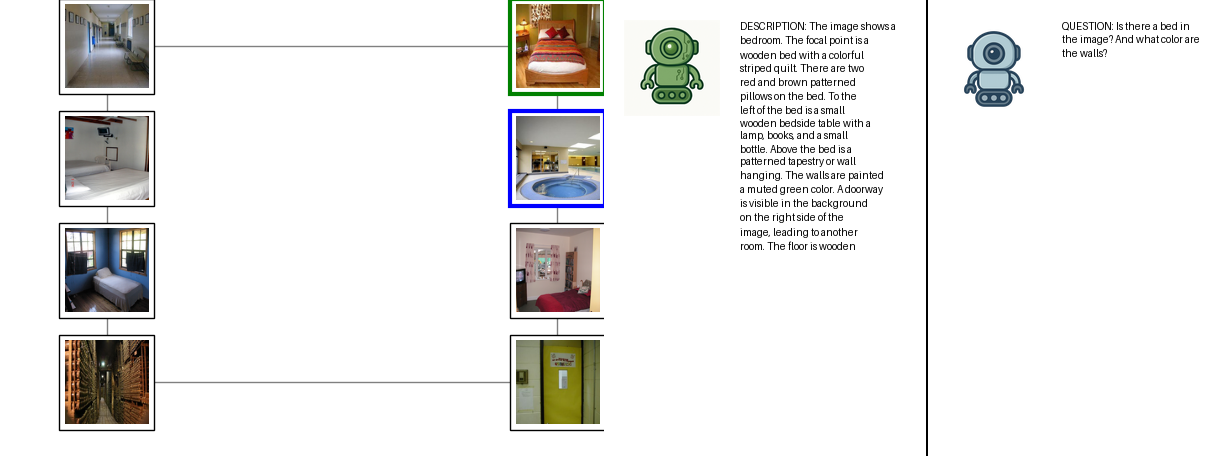 DESCRIPTION: The image shows a
bedroom. The focal point is a
wooden bed with a colorful
striped quilt. There are two
red and brown patterned
pillows on the bed. To the
left of the bed is a small
wooden bedside table with a
lamp, books, and a small
bottle. Above the bed is a
patterned tapestry or wall
hanging. The walls are painted
a muted green color. A doorway
is visible in the background
on the right side of the
image, leading to another
room. The floor is wooden
QUESTION: Is there a bed in
the image? And what color are
the walls?